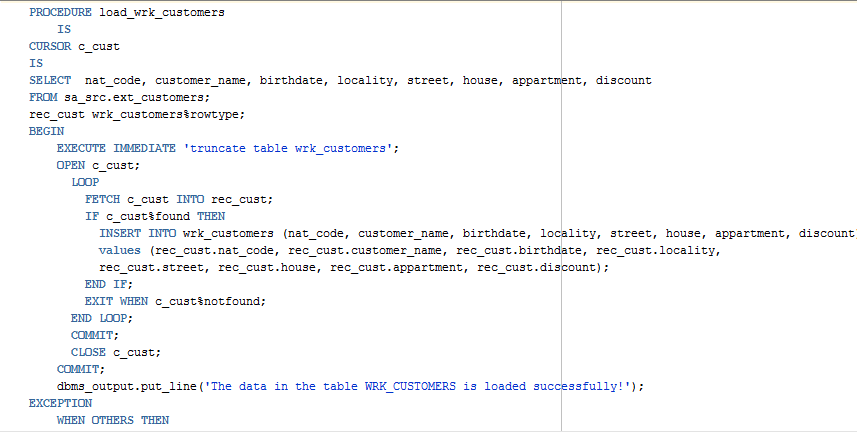 PROCEDURE load_wrk_customers
IS
CURSOR c_cust
IS
SELECT  nat_code, customer_name, birthdate, locality, street, house, appartment, discount
FROM sa_src.ext_customers;
rec_cust wrk_customers%rowtype;
BEGIN
EXECUTE IMMEDIATE 'truncate table wrk_customers';
OPEN c_cust;
LOOP
FETCH c_cust INTO rec_cust;
IF c_cust%found THEN
INSERT INTO wrk_customers (nat_code, customer_name, birthdate, locality, street, house, appartment, discount)
values (rec_cust.nat_code, rec_cust.customer_name, rec_cust.birthdate, rec_cust.locality,
rec_cust.street, rec_cust.house, rec_cust.appartment, rec_cust.discount);
END IF;
EXIT WHEN c_cust%notfound;
END LOOP;
COMMIT;
CLOSE c_cust;
COMMIT;
dbms_output.put_line('The data in the table WRK_CUSTOMERS is loaded successfully!');
EXCEPTION
WHEN OTHERS THEN